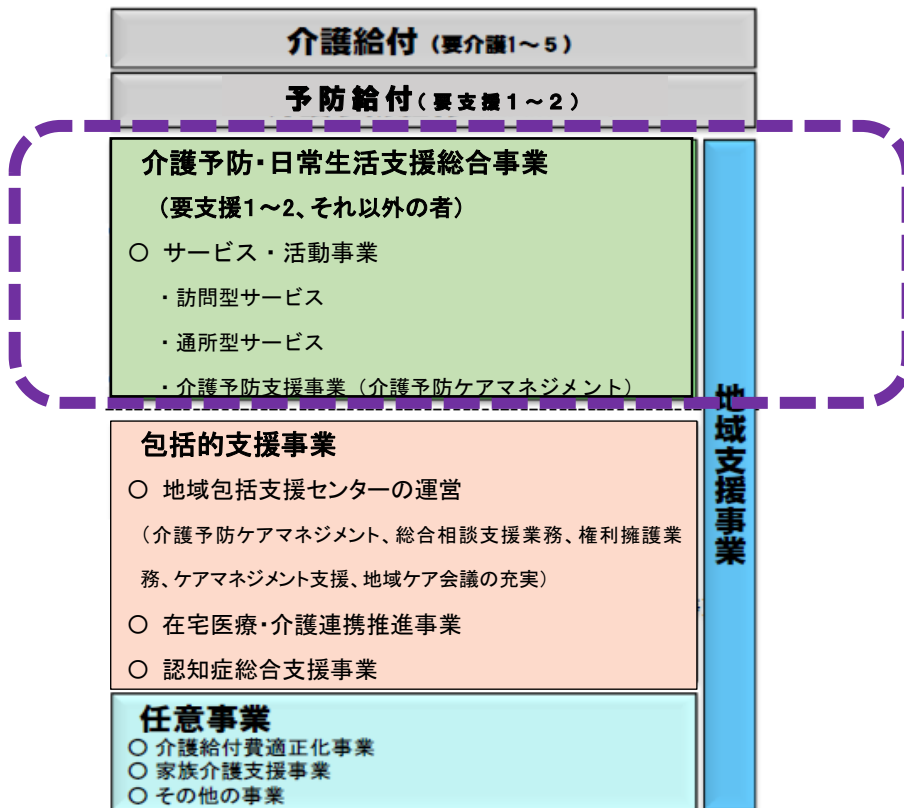 介護給付（要介護1～5）
予防給付（要支援1～2）
介護予防・日常生活支援総合事業
（要支援1～2、それ以外の者）
〇 サービス・活動事業
・訪問型サービス
・通所型サービス
・介護予防支援事業（介護予防ケアマネジメント）
包括的支援事業
〇 地域包括支援センターの運営
（介護予防ケアマネジメント、総合相談支援業務、権利擁護業
務、ケアマネジメント支援、地域ケア会議の充実）
〇 在宅医療・介護連携推進事業
〇 認知症総合支援事業
任意事業
〇 介護給付費適正化事業
〇 家族介護支援事業
〇 その他の事業
地域支援事業